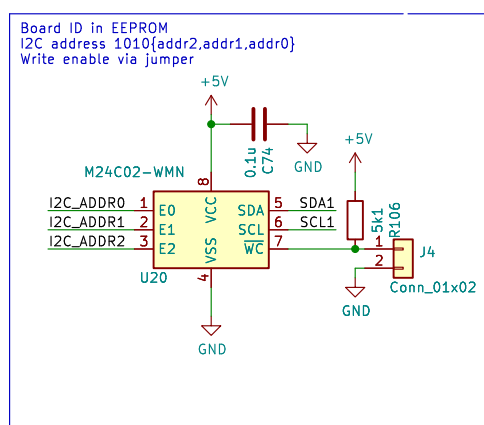 Board ID in EEPROM
I2C address 1010{addr2,addr1,addr0}
Write enable via jumper
+5V
0.1u
C74
GND
+5V
M24C02-WMN
8
VCC
I2C_ADDR0 1 E0
SDA 5 SDA1
I2C_ADDR1 2 E1
SCL 6 SCL1
I2C_ADDR2 3 E2
WC 7
VSS
4
U20
GND
5k1
R106
1
2
J4
Conn_01x02
GND